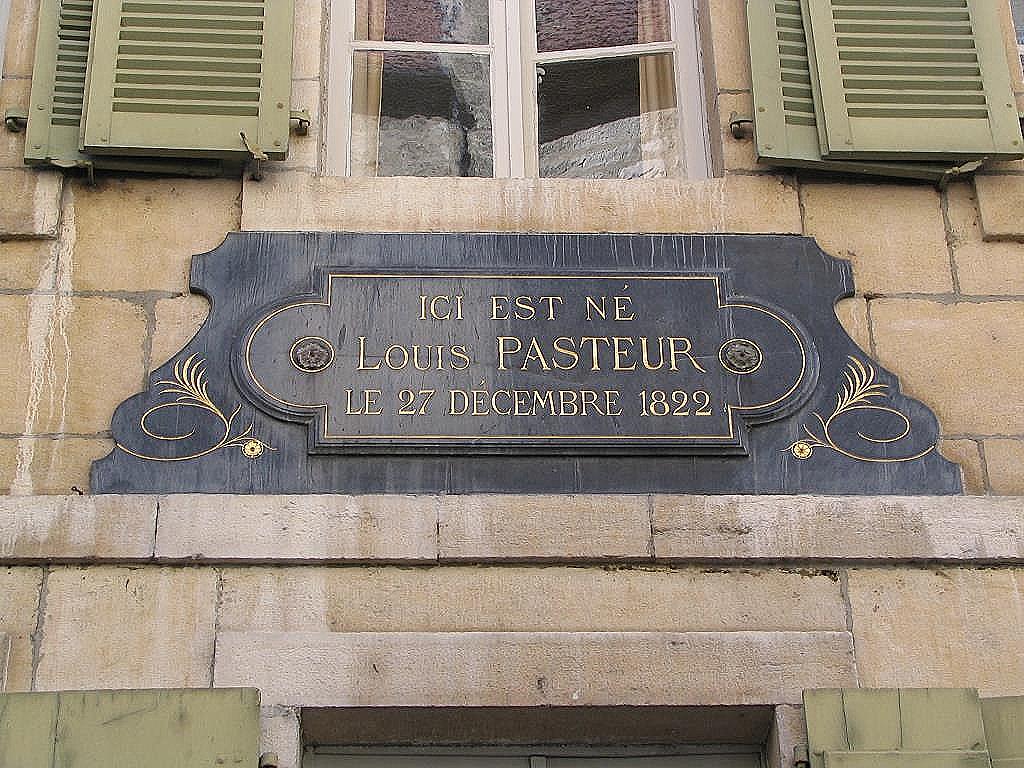 ICI EST NÉ
LOUIS PASTEUR
LE 27 DÉCEMBRE 1822